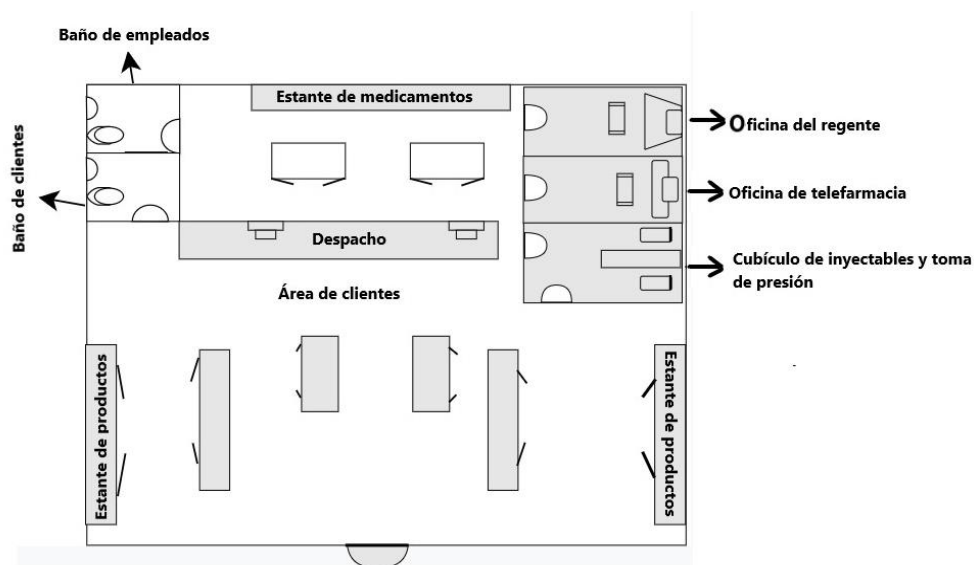 Baño de empleados
Estante de medicamentos
Oficina del regente
Baño de clientes
Oficina de telefarmacia
Despacho
Cubículo de inyectables y toma
de presión
Área de clientes
Estante de productos
Estante de productos